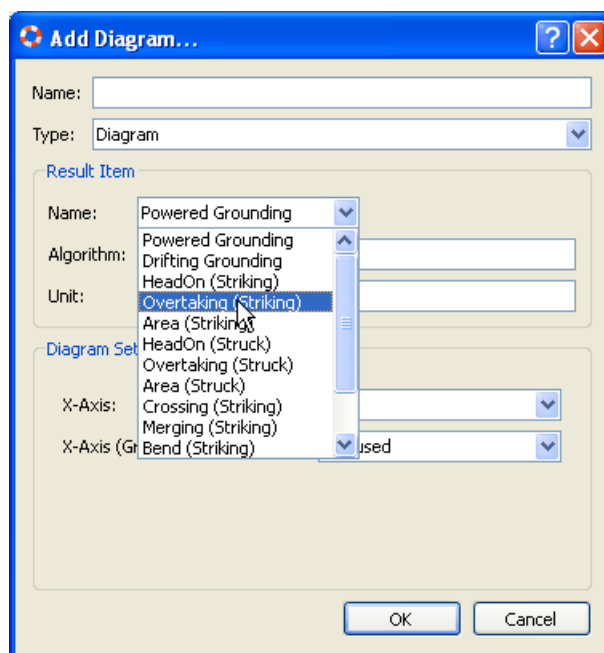 Add Diagram...
Name:
Type: Diagram
Result Item
Name: Powered Grounding
Algorithm:
Unit:
Powered Grounding
Drifting Grounding
HeadOn (Striking)
Overtaking (Striking)
Area (Striking)
HeadOn (Struck)
Overtaking (Struck)
Area (Struck)
Crossing (Striking)
Merging (Striking)
Bend (Striking)
Diagram Set
X-Axis:
X-Axis (Gr
OK Cancel